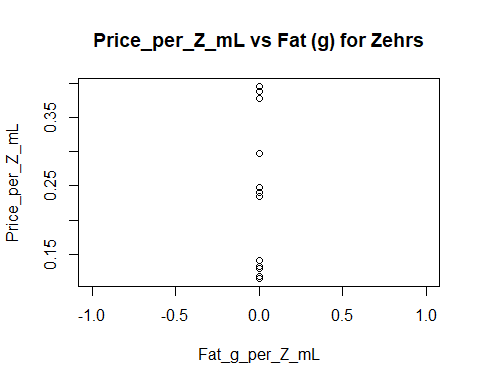 Price_per_Z_mL vs Fat (g) for Zehrs
Price_per_Z_mL
0.35
0.25
0.15
-1.0 -0.5 0.0 0.5 1.0
Fat_g_per_Z_mL